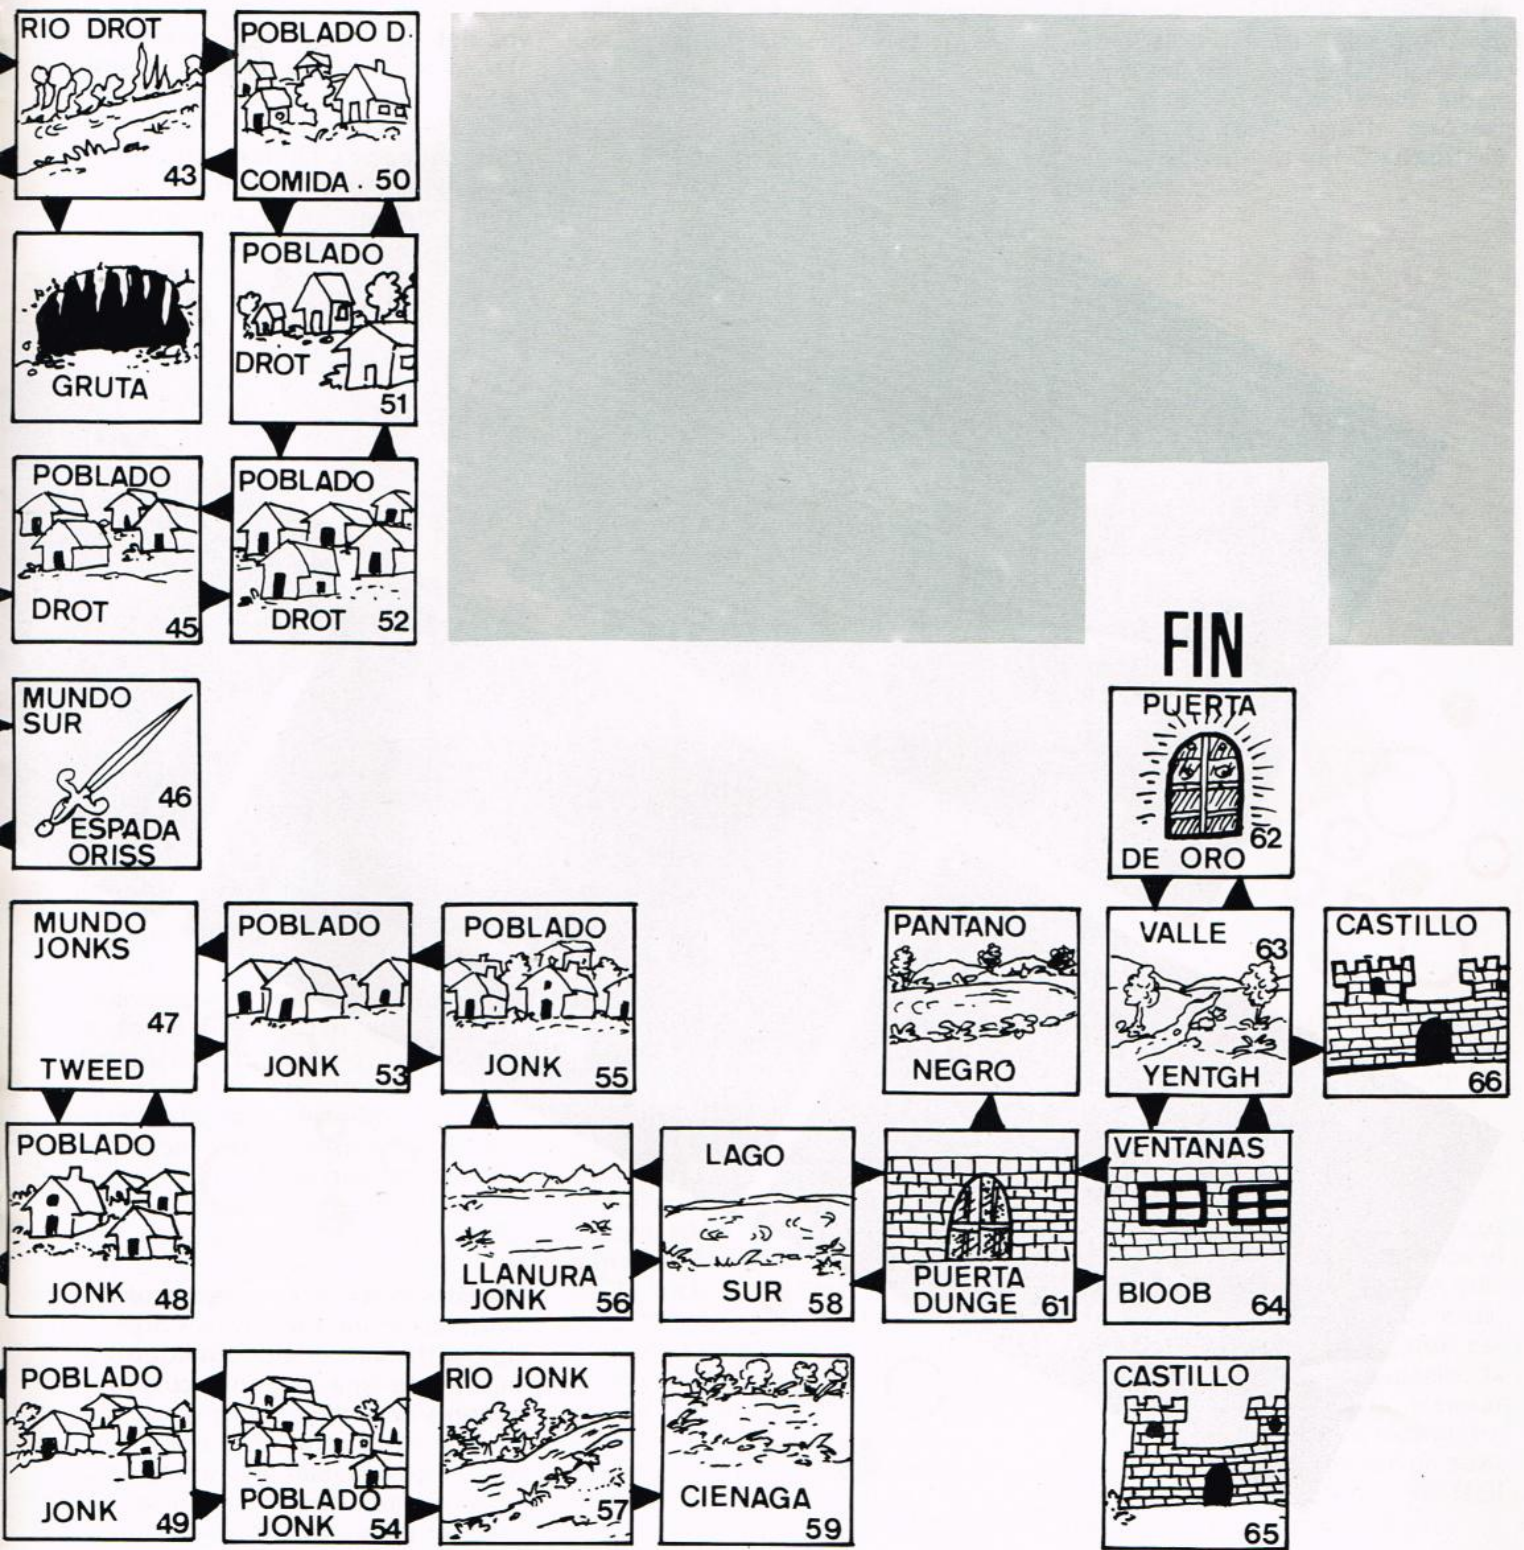 RIO DROT
43
POBLADO D.
COMIDA . 50
GRUTA
POBLADO
DROT
51
POBLADO
DROT
45
POBLADO
DROT 52
MUNDO
SUR
46
ESPADA
ORISS
FIN
PUERTA
62
DE ORO
MUNDO
JONKS
47
TWEED
POBLADO
JONK 53
POBLADO
JONK 55
PANTANO
NEGRO
VALLE 63
YENTGH
CASTILLO
66
POBLADO
JONK 48
LLANURA
JONK 56
LAGO
SUR 58
PUERTA
DUNGE 61
VENTANAS
BIOOB 64
POBLADO
JONK 49
POBLADO
JONK 54
RIO JONK
57
CIENAGA
59
CASTILLO
65